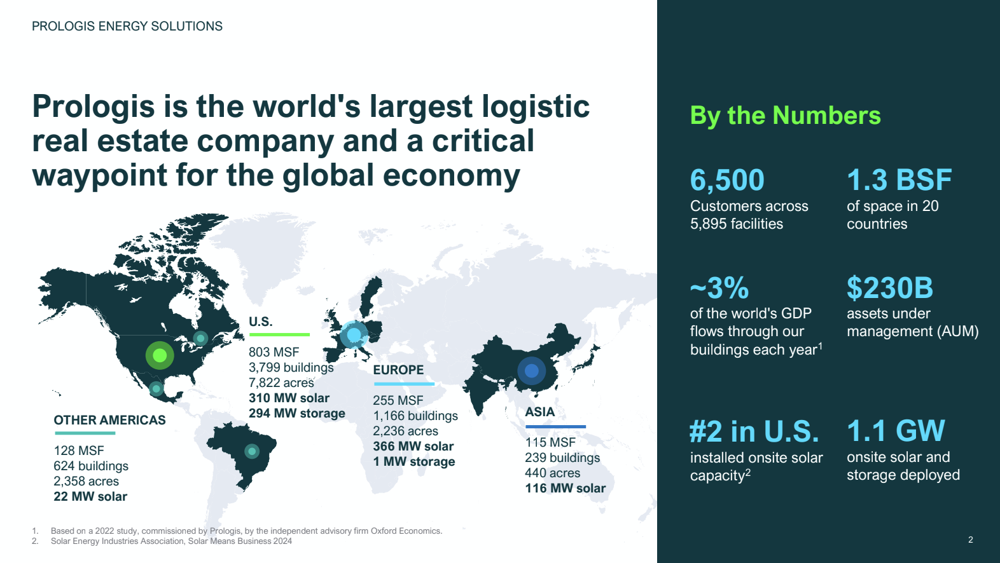 PROLOGIS ENERGY SOLUTIONS
Prologis is the world's largest logistic
real estate company and a critical
waypoint for the global economy
U.S.
803 MSF
3,799 buildings
7,822 acres
310 MW solar
294 MW storage
EUROPE
255 MSF
1,166 buildings
2,236 acres
366 MW solar
1 MW storage
ASIA
115 MSF
239 buildings
440 acres
116 MW solar
OTHER AMERICAS
128 MSF
624 buildings
2,358 acres
22 MW solar
1. Based on a 2022 study, commissioned by Prologis, by the independent advisory firm Oxford Economics.
2. Solar Energy Industries Association, Solar Means Business 2024
By the Numbers
6,500
Customers across
5,895 facilities
1.3 BSF
of space in 20
countries
~3%
of the world's GDP
flows through our
buildings each year1
$230B
assets under
management (AUM)
#2 in U.S.
installed onsite solar
capacity2
1.1 GW
onsite solar and
storage deployed
2